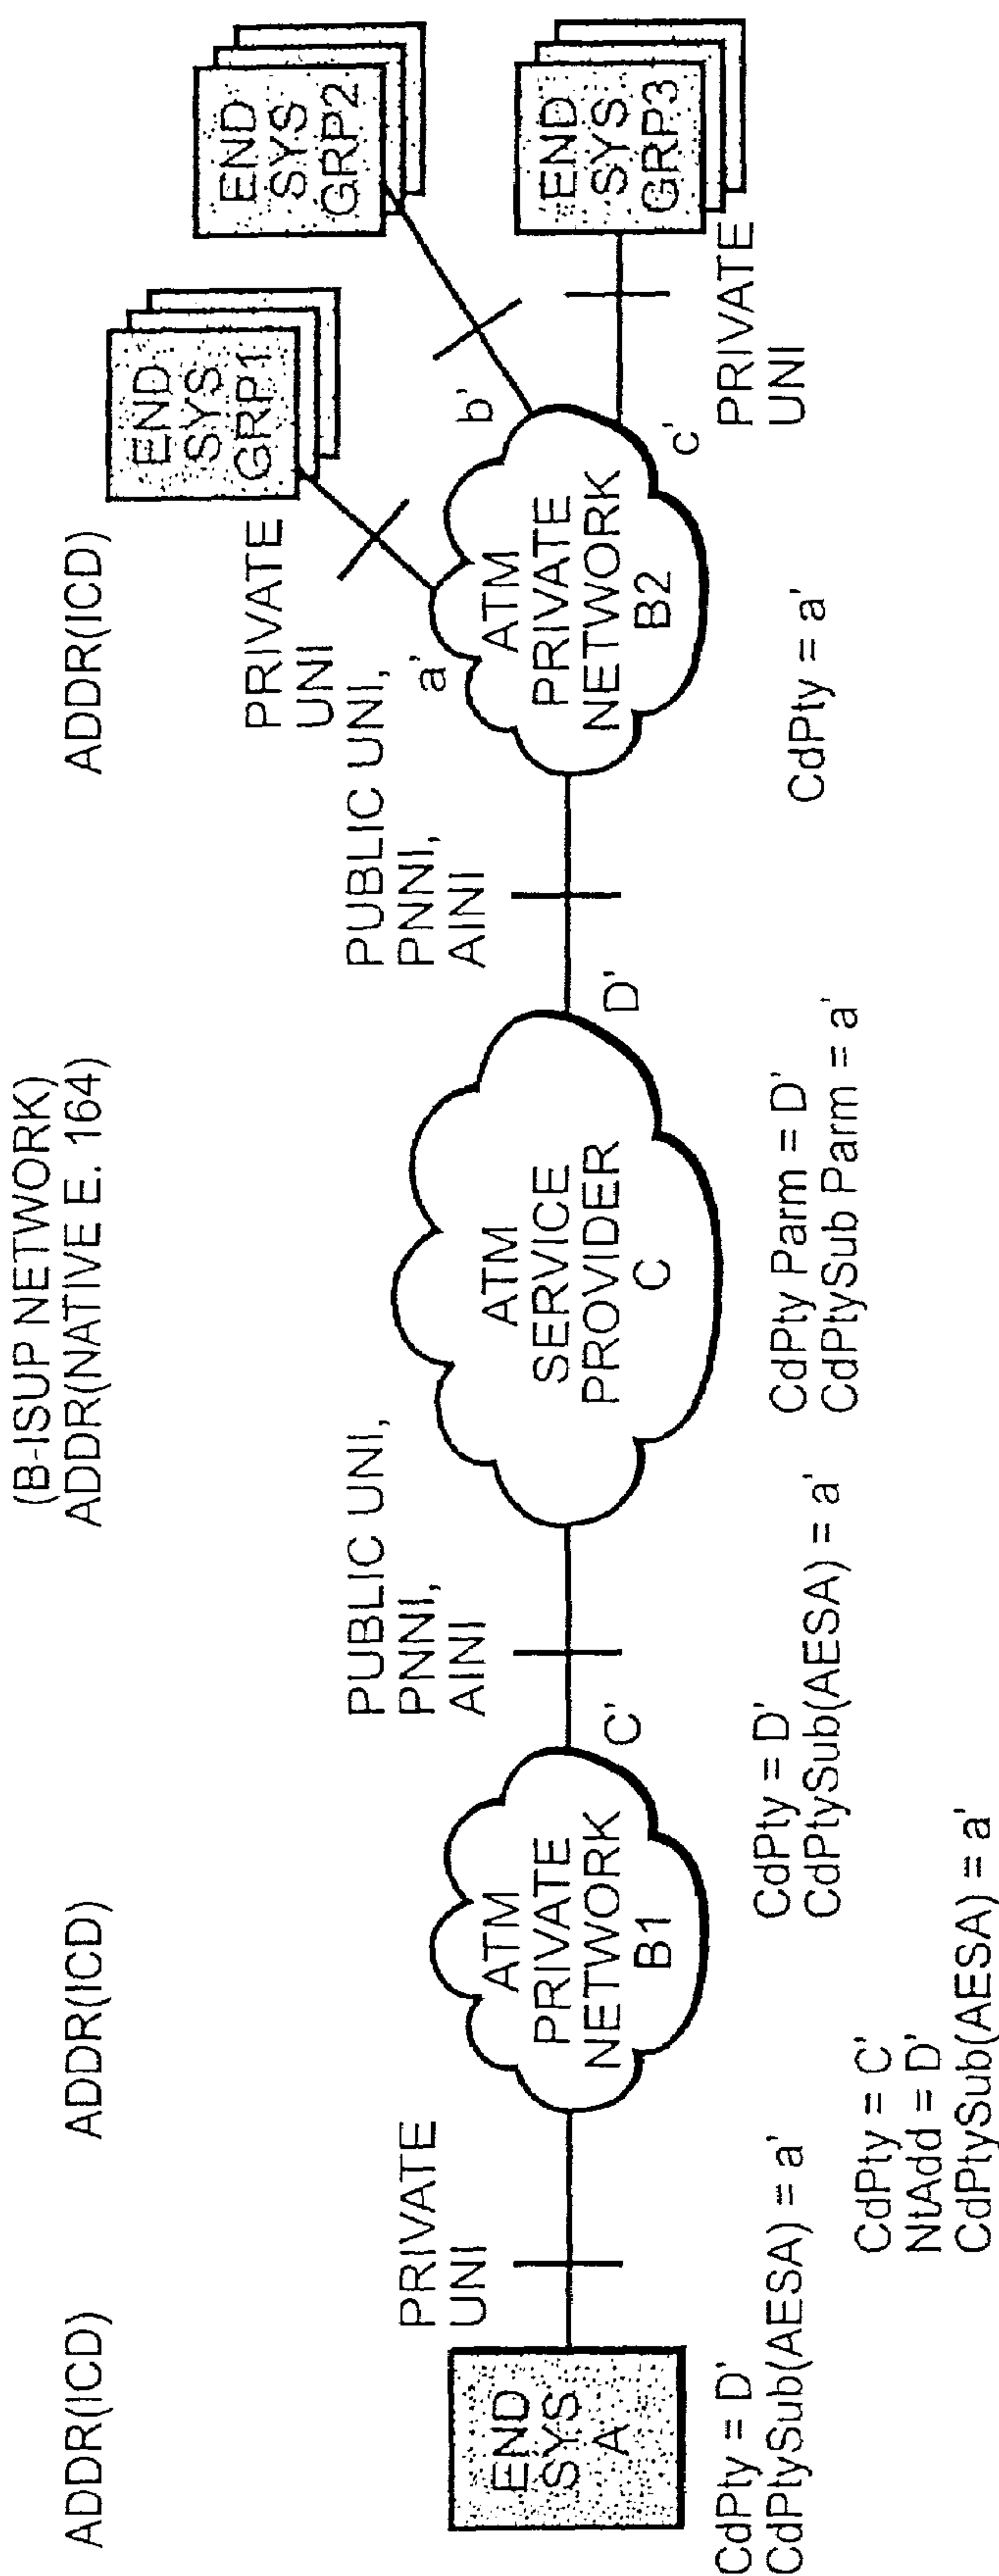 ADDR(ICD)
ADDR(ICD)
(B-ISUP NETWORK)
ADDR(NATIVE E. 164)
ADDR(ICD)
END
SYS
A
PRIVATE
UNI
ATM
PRIVATE
NETWORK
B1
C'
PUBLIC UNI,
PNNI,
AINI
ATM
SERVICE
PROVIDER
C
D'
PUBLIC UNI,
PNNI,
AINI
ATM
PRIVATE
NETWORK
B2
a'
b'
c'
PRIVATE
UNI
END
SYS
GRP1
END
SYS
GRP2
END
SYS
GRP3
PRIVATE
UNI
CdPty = D'
CdPtySub(AESA) = a'
CdPty = C'
NtAdd = D'
CdPtySub(AESA) = a'
CdPty = D'
CdPtySub(AESA) = a'
CdPty Parm = D'
CdPtySub Parm = a'
CdPty = a'